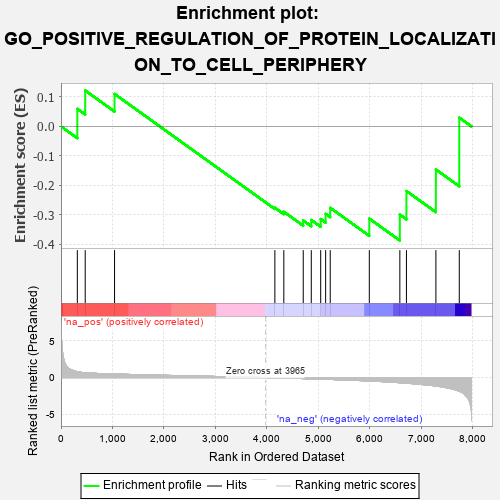 Enrichment plot:
GO_POSITIVE_REGULATION_OF_PROTEIN_LOCALIZATI
ON_TO_CELL_PERIPHERY
Enrichment score (ES)
0.1
0.0
-0.1
-0.2
-0.3
-0.4
'na_pos' (positively correlated)
Ranked list metric (PreRanked)
5
0
-5
Zero cross at 3965
'na_neg' (negatively correlated)
0 1,000 2,000 3,000 4,000 5,000 6,000 7,000 8,000
Rank in Ordered Dataset
Enrichment profile Hits Ranking metric scores